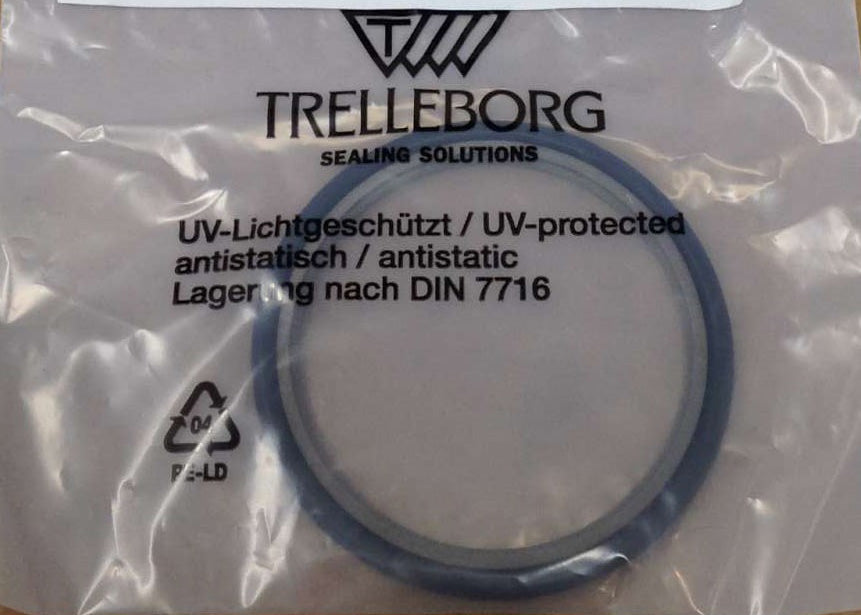 TRELLEBORG
SEALING SOLUTIONS
UV-Lichtgeschützt / UV-protected
antistatisch / antistatic
Lagerung nach DIN 7716
04
PE-LD